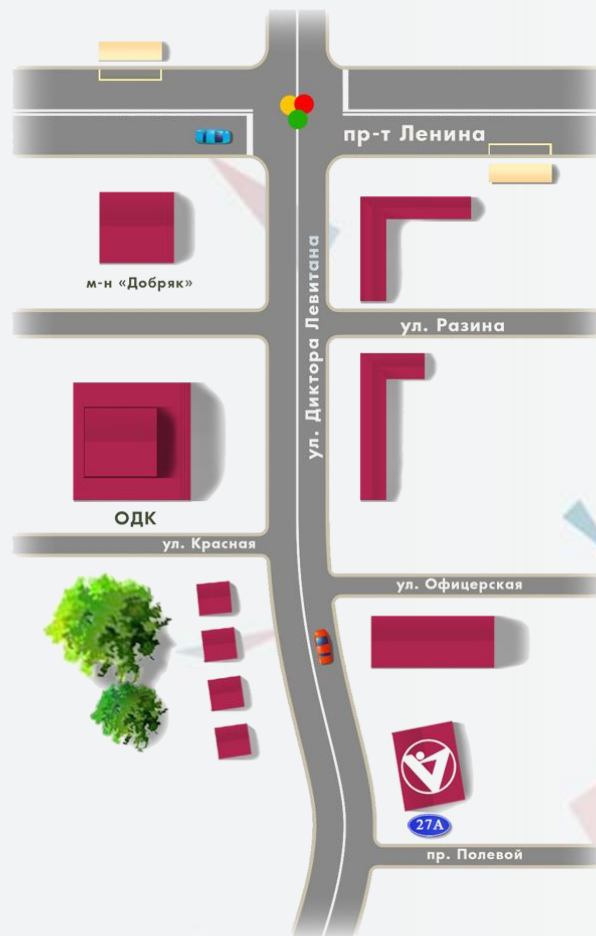 пр-т Ленина
м-н «Добряк»
ул. Диктора Левитана
ул. Разина
ОДК
ул. Красная
ул. Офицерская
27А
пр. Полевой